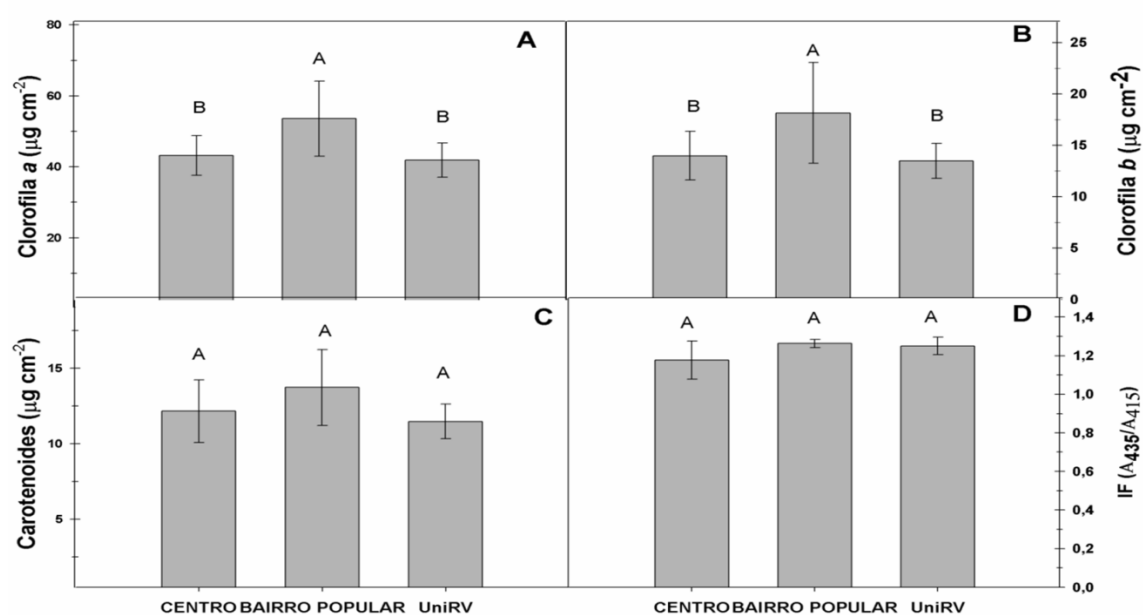 80
60
40
20
Clorofila a (µg cm-2)
A
B
A
B
B
B
A
B
25
20
15
10
5
0
Clorofila b (µg cm-2)
15
10
5
Carotenoides (µg cm-2)
C
A
A
A
D
A
A
A
1,4
1,2
1,0
0,8
0,6
0,4
0,2
0,0
IF (A435/A415)
CENTRO BAIRRO POPULAR UniRV
CENTRO BAIRRO POPULAR UniRV